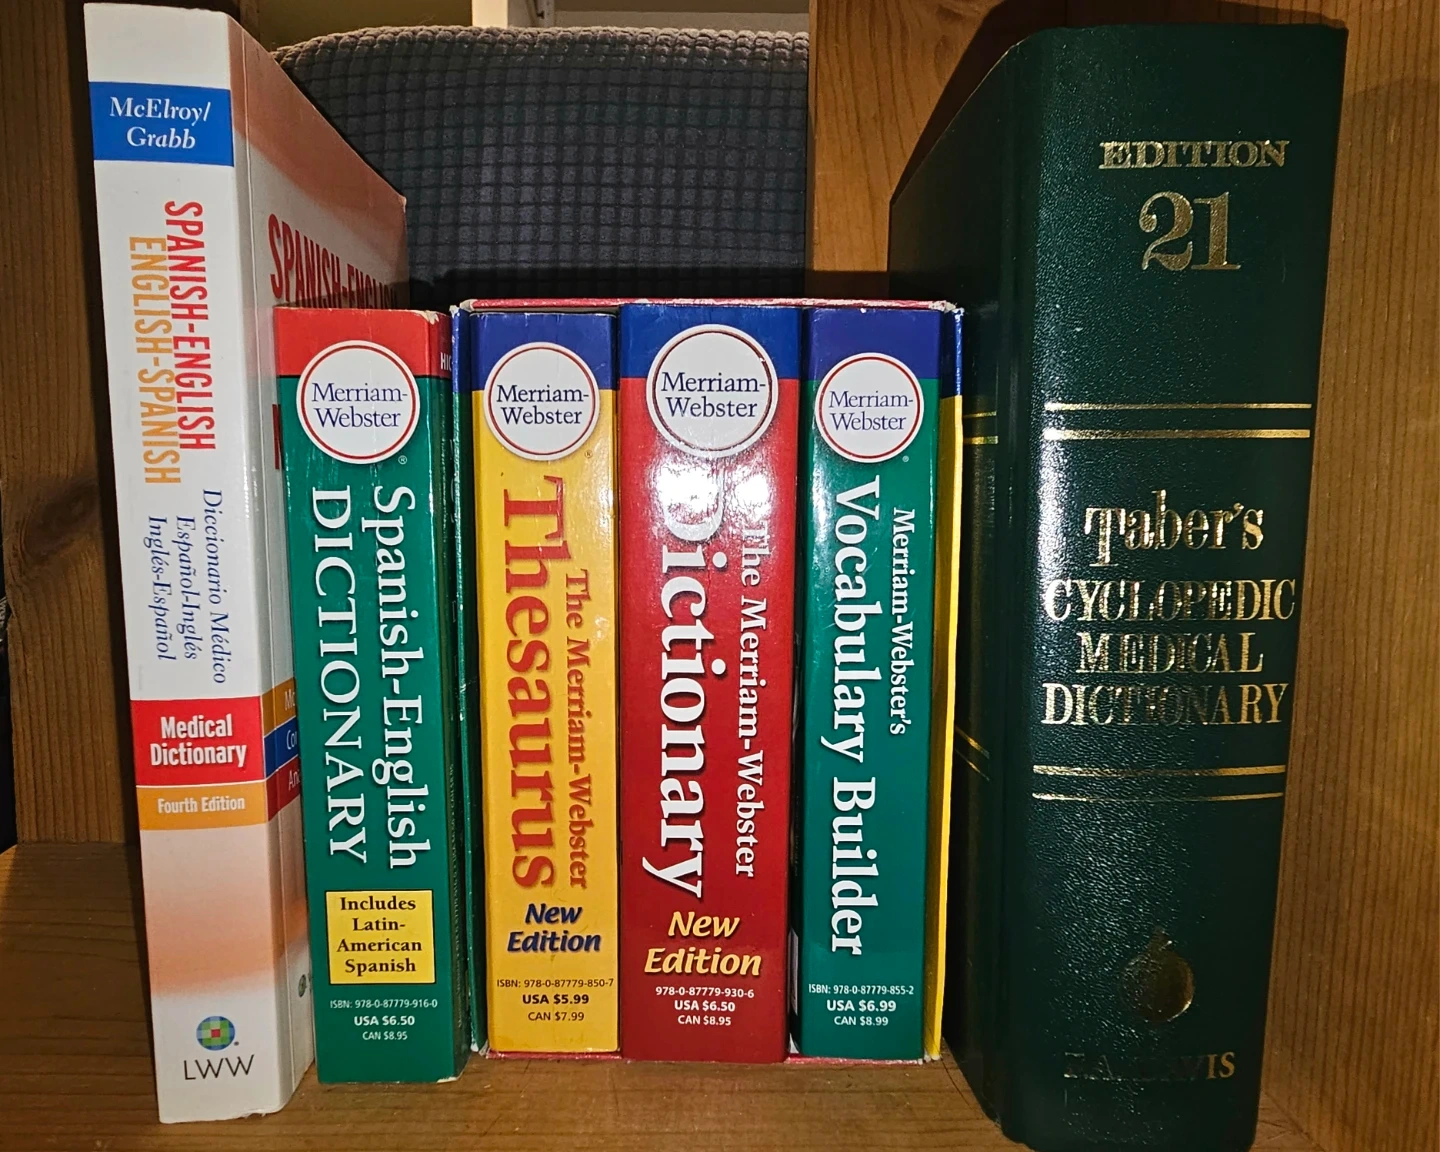 McElroy/
Grabb
SPANISH-ENGLISH
ENGLISH-SPANISH
Diccionario Médico
Español-Inglés
Inglés-Español
Medical
Dictionary
Fourth Edition
LWW
SPANISH-ENGLISH
Merriam-
Webster
®
Spanish-English
DICTIONARY
Includes
Latin-
American
Spanish
ISBN: 978-0-87779-916-0
USA $6.50
CAN $8.95
Merriam-
Webster
®
The Merriam-Webster
Thesaurus
New
Edition
ISBN: 978-0-87779-850-7
USA $5.99
CAN $7.99
Merriam-
Webster
The Merriam-Webster
Dictionary
New
Edition
978-0-87779-930-6
USA $6.50
CAN $8.95
Merriam-
Webster
®
Merriam-Webster's
Vocabulary Builder
ISBN: 978-0-87779-855-2
USA $6.99
CAN $8.99
EDITION
21
Taber's
CYCLOPEDIC
MEDICAL
DICTIONARY
F.A. DAVIS